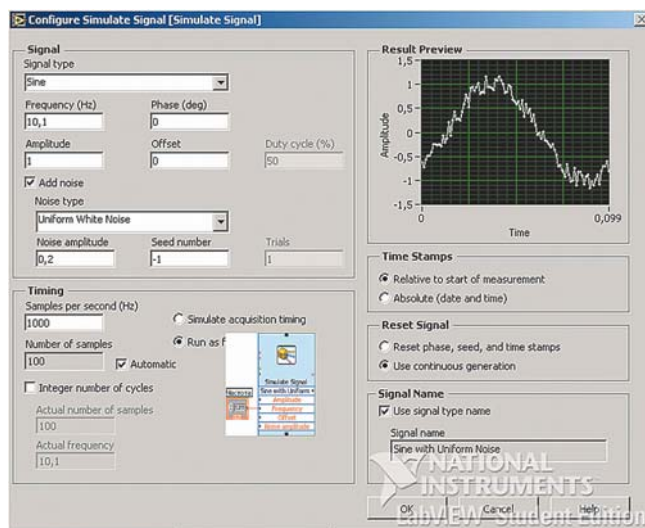 Configure Simulate Signal [Simulate Signal]
Signal
Signal type
Sine
Frequency (Hz)
Phase (deg)
10,1
0
Amplitude
Offset
Duty cycle (%)
1
0
50
Add noise
Noise type
Uniform White Noise
Noise amplitude
Seed number
Trials
0,2
-1
1
Timing
Samples per second (Hz)
1000
Simulate acquisition timing
Number of samples
Run as f
100
Automatic
Integer number of cycles
Actual number of samples
100
Actual frequency
10,1
Simulate Signal
Sine with Uniform
Amplitude
Frequency
Offset
Noise amplitude
Result Preview
1,5
1
0,5
0
-0,5
-1
-1,5
Amplitude
0
0,099
Time
Time Stamps
Relative to start of measurement
Absolute (date and time)
Reset Signal
Reset phase, seed, and time stamps
Use continuous generation
Signal Name
Use signal type name
Signal name
Sine with Uniform Noise
NATIONAL
INSTRUMENTS
LabVIEW Student Edition
OK
Cancel
Help